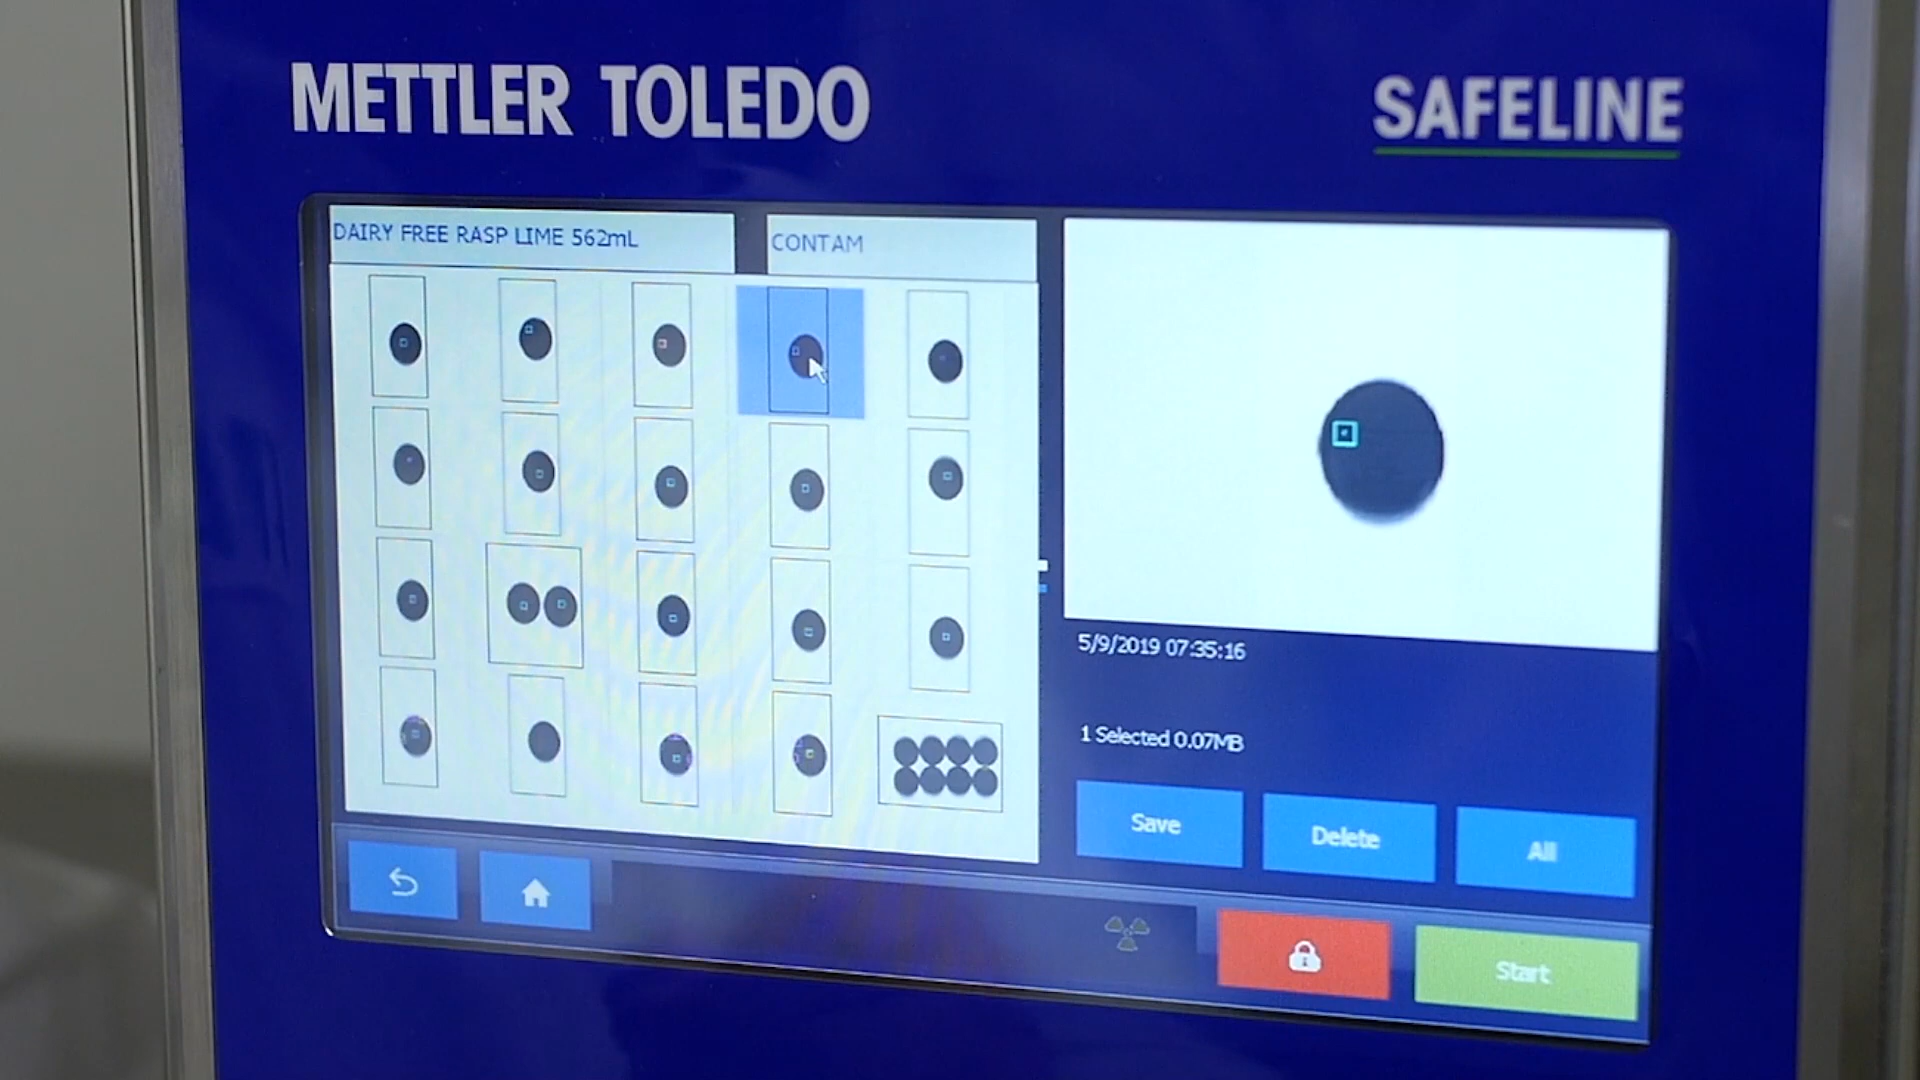 METTLER TOLEDO
SAFELINE
DAIRY FREE RASP LIME 562mL
CONTAM
5/9/2019 07:35:16
1 Selected 0.07MB
Save
Delete
All
Start